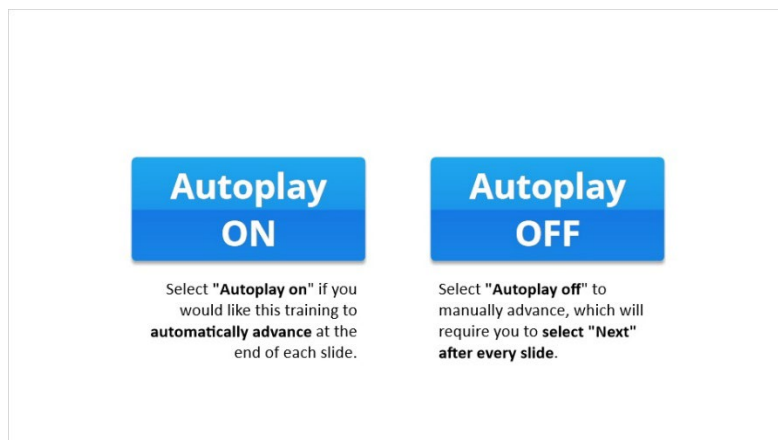 Autoplay
ON
Select "Autoplay on" if you
would like this training to
automatically advance at the
end of each slide.
Autoplay
OFF
Select "Autoplay off" to
manually advance, which will
require you to select "Next"
after every slide.